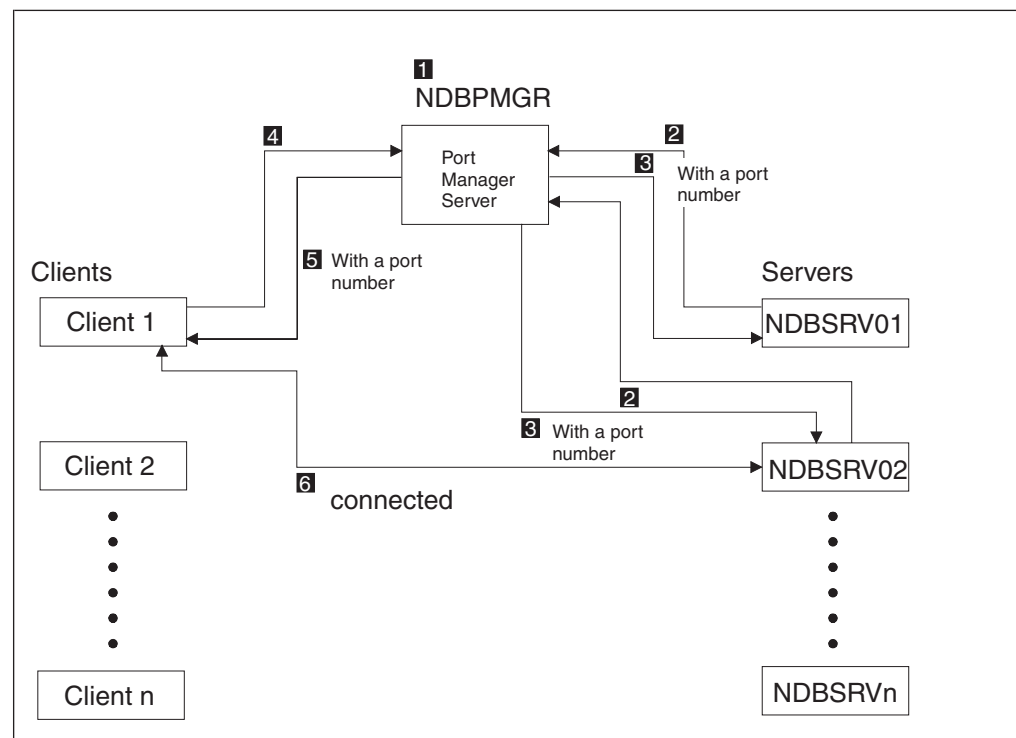 1
NDBPMGR
4
2
Port
Manager
Server
3
With a port
number
5
With a port
number
Clients
Servers
Client 1
NDBSRV01
2
3
With a port
number
Client 2
NDBSRV02
6
connected
Client n
NDBSRVn